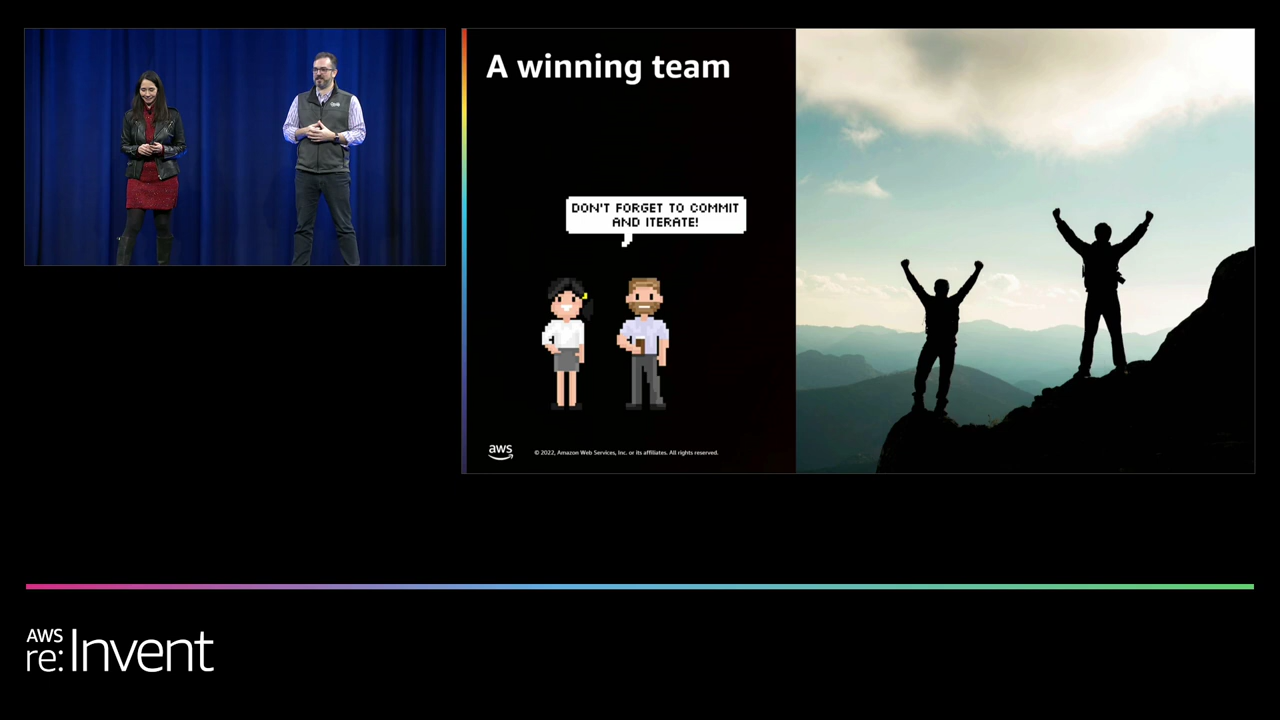 A winning team
DON'T FORGET TO COMMIT
AND ITERATE!
aws
© 2022, Amazon Web Services, Inc. or its affiliates. All rights reserved.
AWS
re:Invent